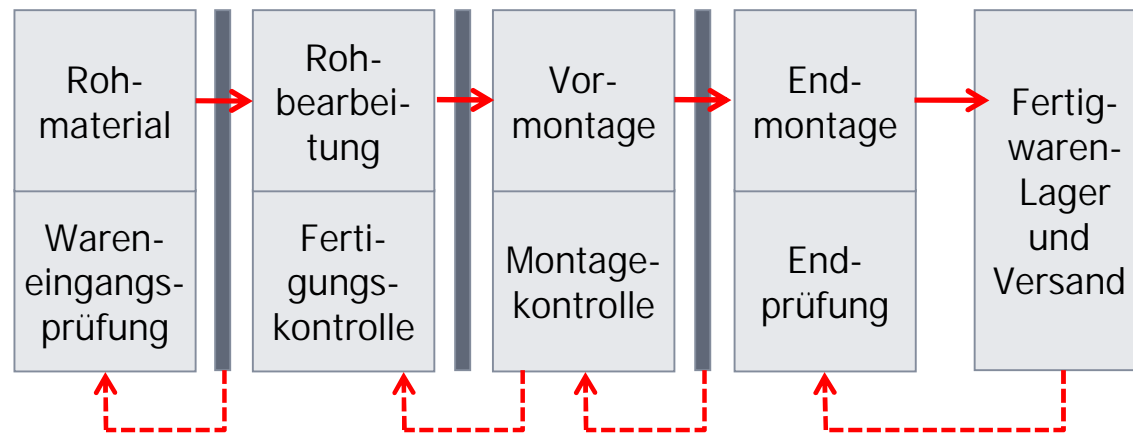 Roh-
material
Waren-
eingangs-
prüfung
Roh-
bearbei-
tung
Ferti-
gungs-
kontrolle
Vor-
montage
Montage-
kontrolle
End-
montage
End-
prüfung
Fertig-
waren-
Lager
und
Versand